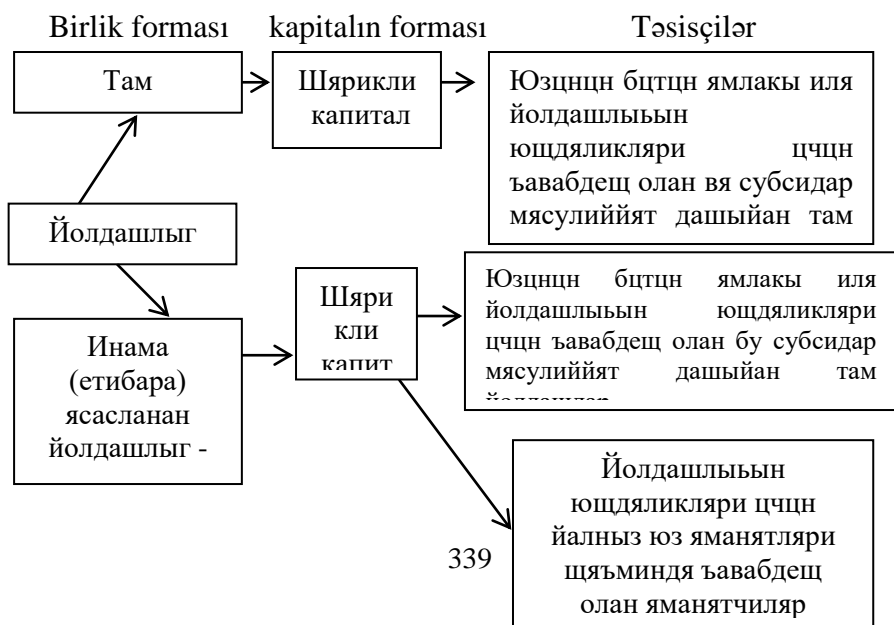 Birlik forması kapitalın forması Təsisçilər
Там
Шярикли
капитал
Юзцнцн бцтцн ямлакы иля
йолдашлыьын
ющдяликляри цчцн
ъавабдещ олан вя субсидар
мясулиййят дашыйан там
Йолдашлыг
Инама
(етибара)
ясасланан
йолдашлыг -
Шяри
кли
капит
Юзцнцн бцтцн ямлакы иля
йолдашлыьын ющдяликляри
цчцн ъавабдещ олан бу субсидар
мясулиййят дашыйан там
Йолдашлыьын
ющдяликляри цчцн
йалныз юз яманятляри
щяъминдя ъавабдещ
олан яманятчиляр
339